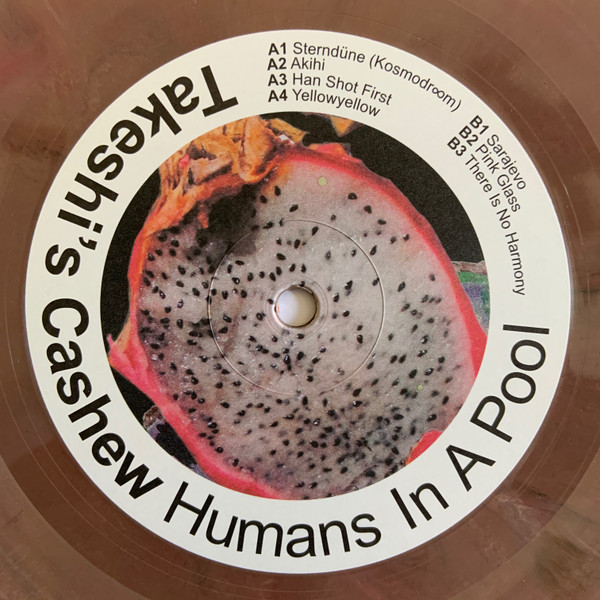 Takeshi's Cashew Humans In A Pool
A1 Sterndüne (Kosmodroom)
A2 Akihi
A3 Han Shot First
A4 Yellowyellow
B1 Sarajevo
B2 Pink Glass
B3 There Is No Harmony